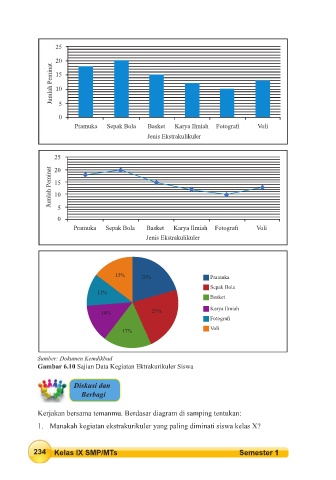 25
20
15
10
5
0
Jumlah Peminat
Pramuka Sepak Bola Basket Karya Ilmiah Fotografi Voli
Jenis Ekstrakulikuler
25
20
15
10
5
0
Jumlah Peminat
Pramuka Sepak Bola Basket Karya Ilmiah Fotografi Voli
Jenis Ekstrakulikuler
15%
11%
17%
Pramuka
Sepak Bola
Basket
Karya Ilmiah
Fotografi
Voli
Sumber: Dokumen Kemdikbud
Gambar 6.10 Sajian Data Kegiatan Ektrakurikuler Siswa
Diskusi dan
Berbagi
Kerjakan bersama temanmu. Berdasar diagram di samping tentukan:
1. Manakah kegiatan ekstrakurikuler yang paling diminati siswa kelas X?
234 Kelas IX SMP/MTs Semester 1